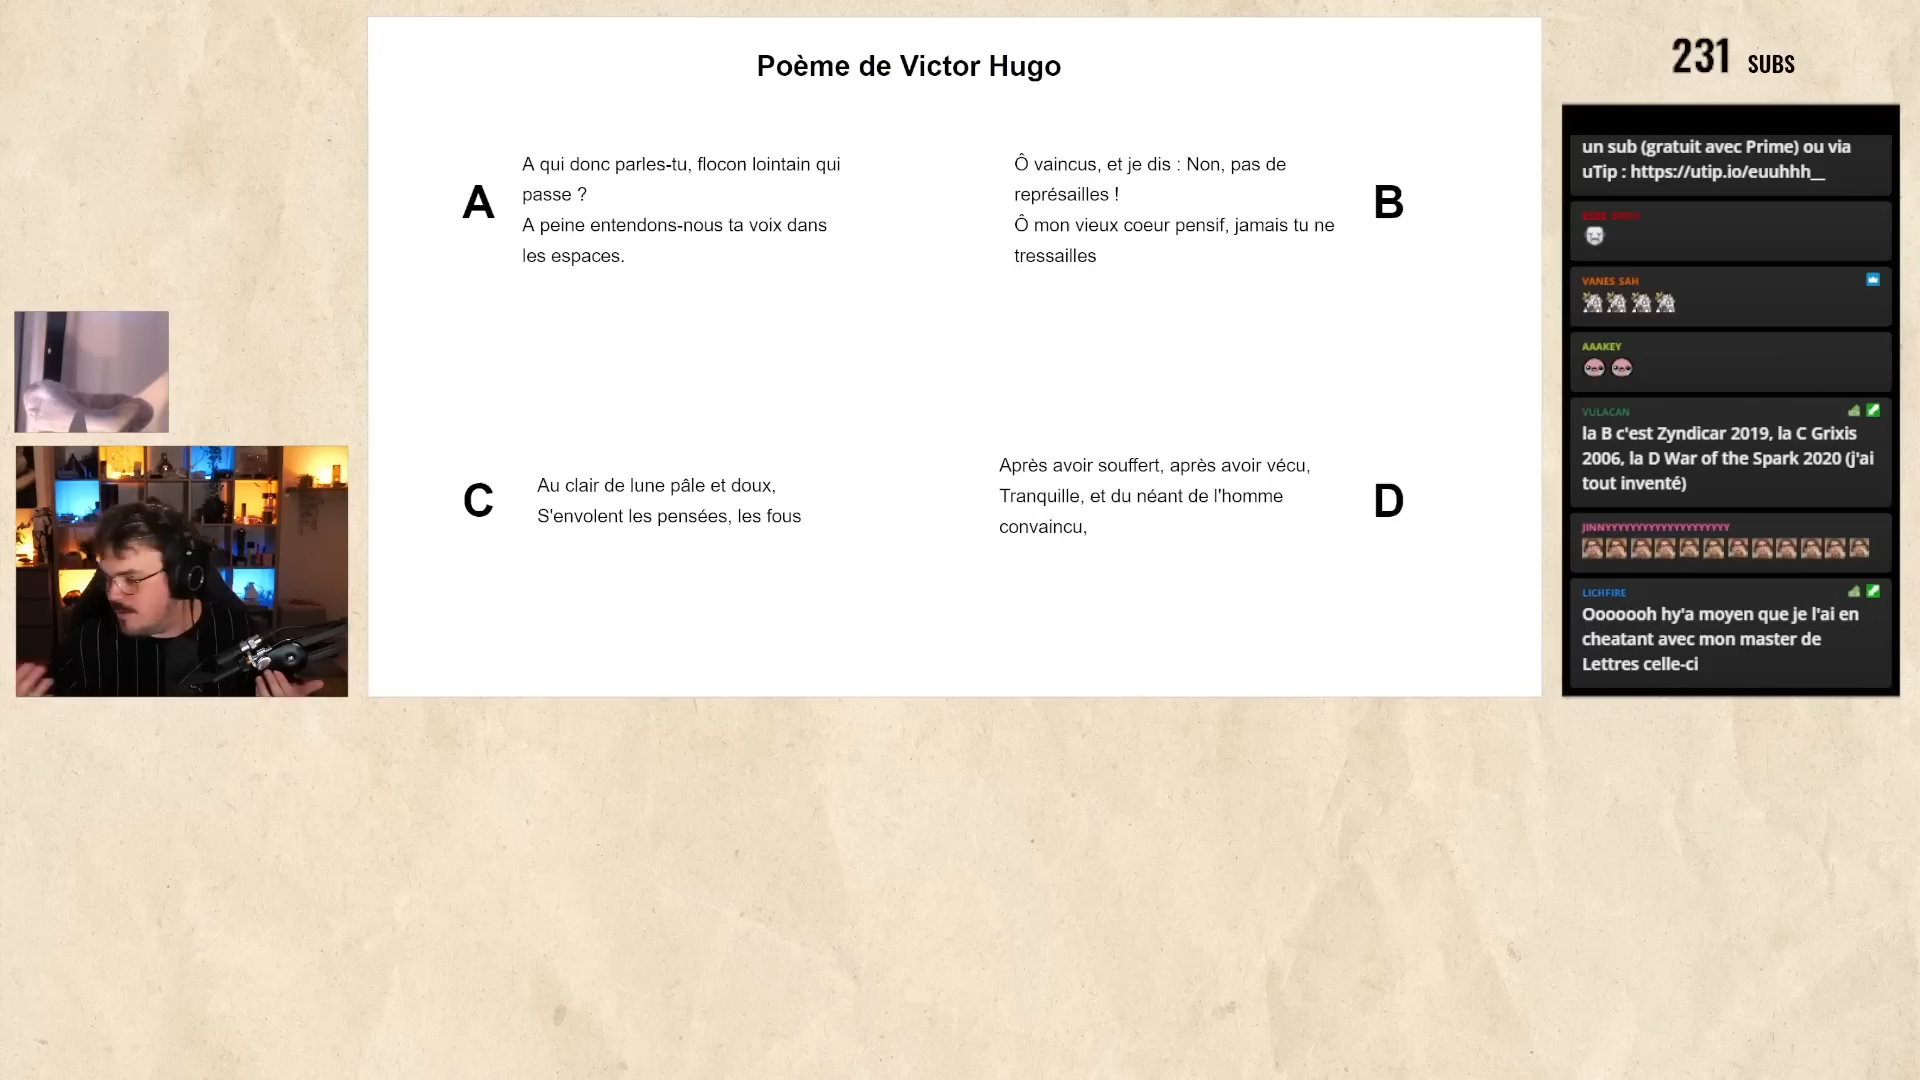 Poème de Victor Hugo
A
A qui donc parles-tu, flocon lointain qui
passe ?
A peine entendons-nous ta voix dans
les espaces.
Ô vaincus, et je dis : Non, pas de
représailles !
Ô mon vieux coeur pensif, jamais tu ne
tressailles
B
C
Au clair de lune pâle et doux,
S'envolent les pensées, les fous
Après avoir souffert, après avoir vécu,
Tranquille, et du néant de l'homme
convaincu,
D
231 SUBS
un sub (gratuit avec Prime) ou via
uTip : https://utip.io/euuhhh__
VANES SAH
AAAKEY
VULACAN
la B c'est Zyndicar 2019, la C Grixis
2006, la D War of the Spark 2020 (j'ai
tout inventé)
JINNYYYYYYYYYYYYYYYYYYY
LICHFIRE
Ooooooh hy'a moyen que je l'ai en
cheatant avec mon master de
Lettres celle-ci